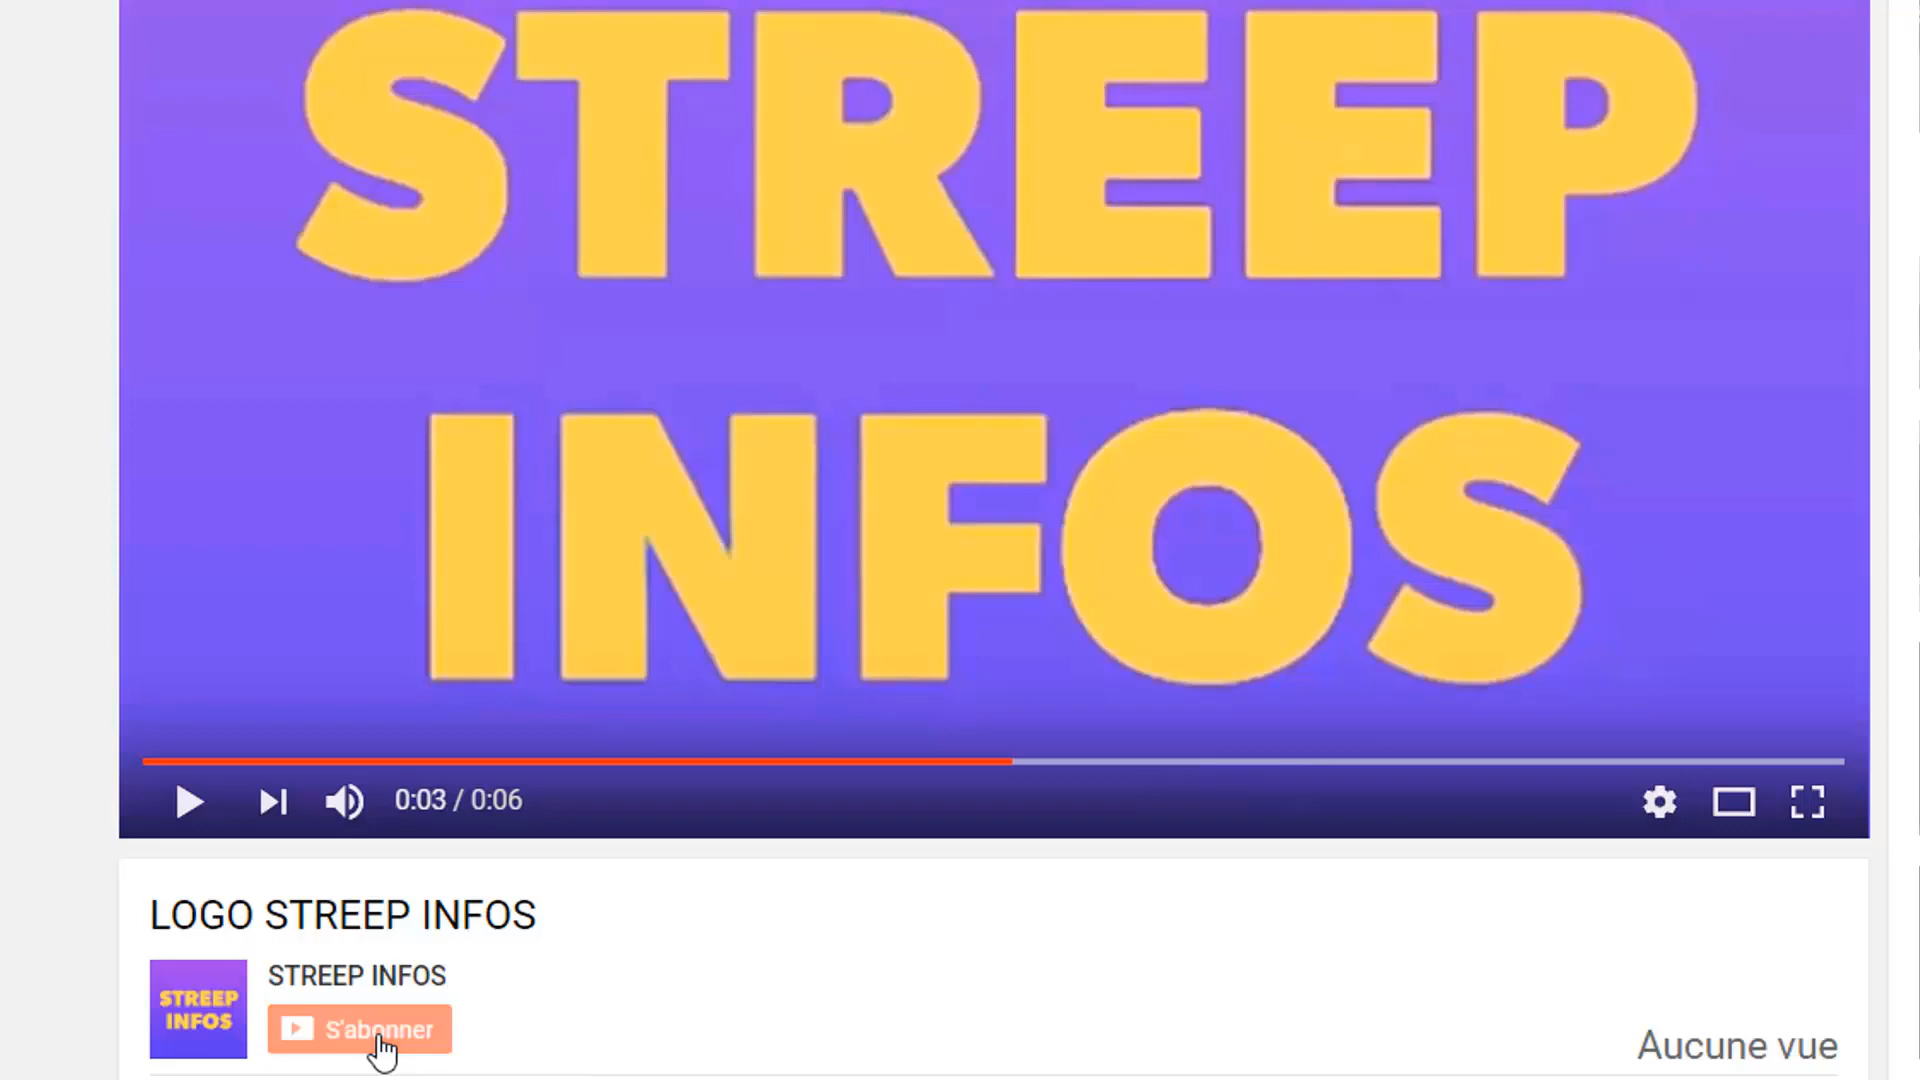 STREEP
INFOS
0:03 / 0:06
LOGO STREEP INFOS
STREEP INFOS
STREEP
INFOS
S'abonner
Aucune vue